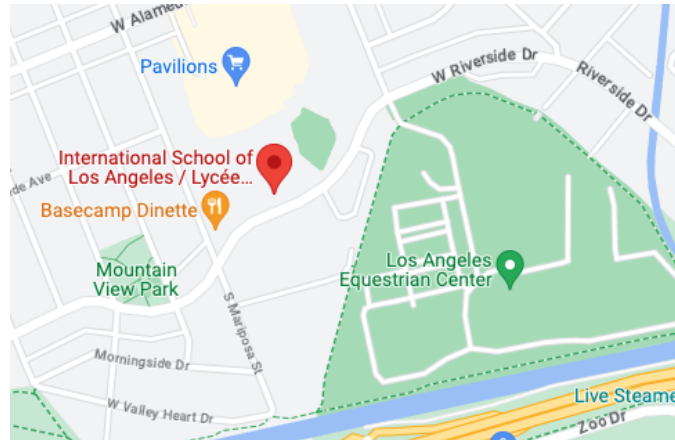 W Alameda
Pavilions
W Riverside Dr
Riverside Dr
International School of
Los Angeles / Lycée...
de Ave
Basecamp Dinette
Los Angeles
Equestrian Center
Mountain
View Park
S Mariposa St
Morningside Dr
W Valley Heart Dr
Live Steame
Zoo Dr